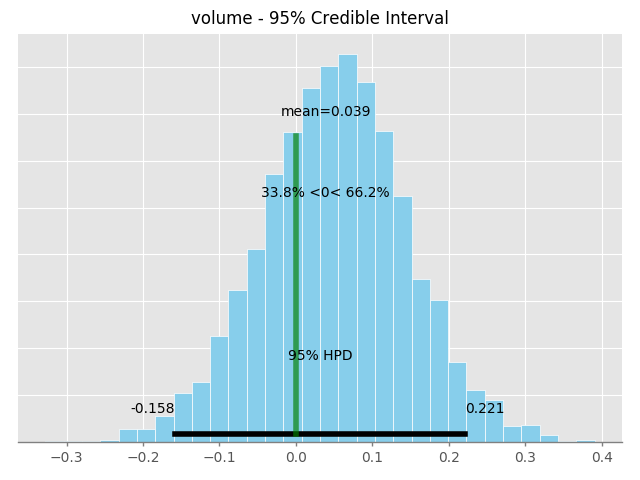 volume - 95% Credible Interval
mean=0.039
33.8% <0< 66.2%
95% HPD
-0.158
0.221
−0.3
−0.2
−0.1
0.0
0.1
0.2
0.3
0.4